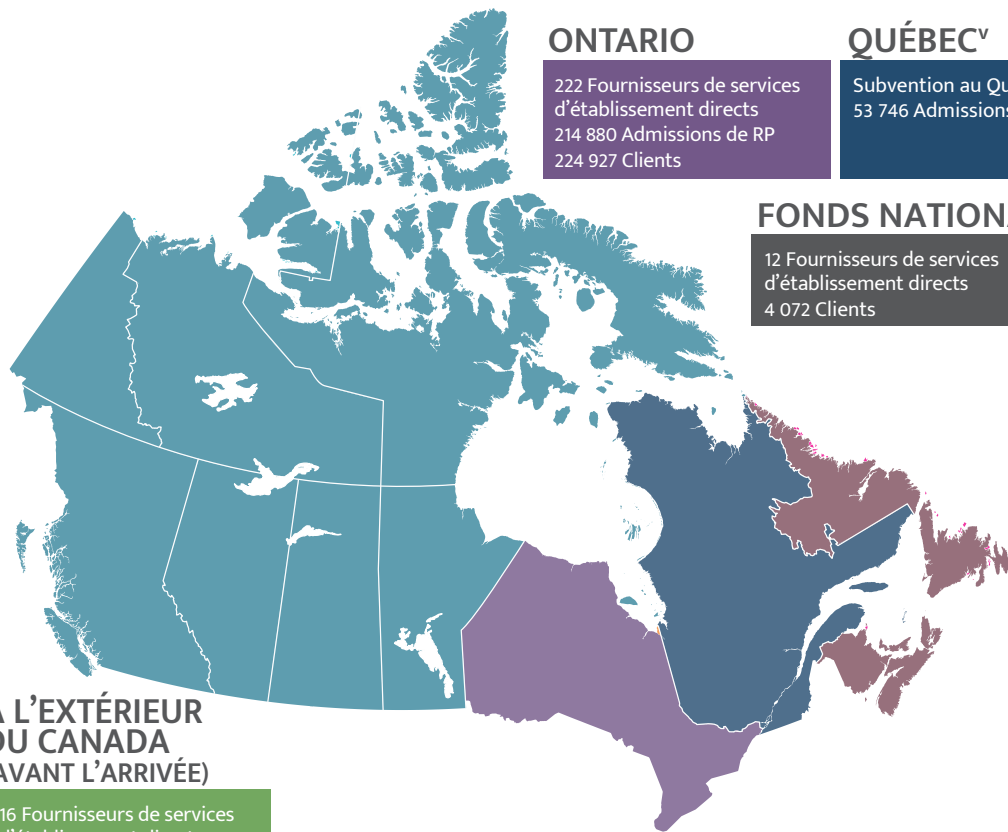 ONTARIO
222 Fournisseurs de services
d'établissement directs
214 880 Admissions de RP
224 927 Clients
QUÉBECᵛ
Subvention au
53 746 Admissions
FONDS
12 Fournisseurs de services
d'établissement directs
4 072 Clients
L'EXTÉRIEUR
DU CANADA
AVANT L'ARRIVÉE)
16 Fournisseurs de services